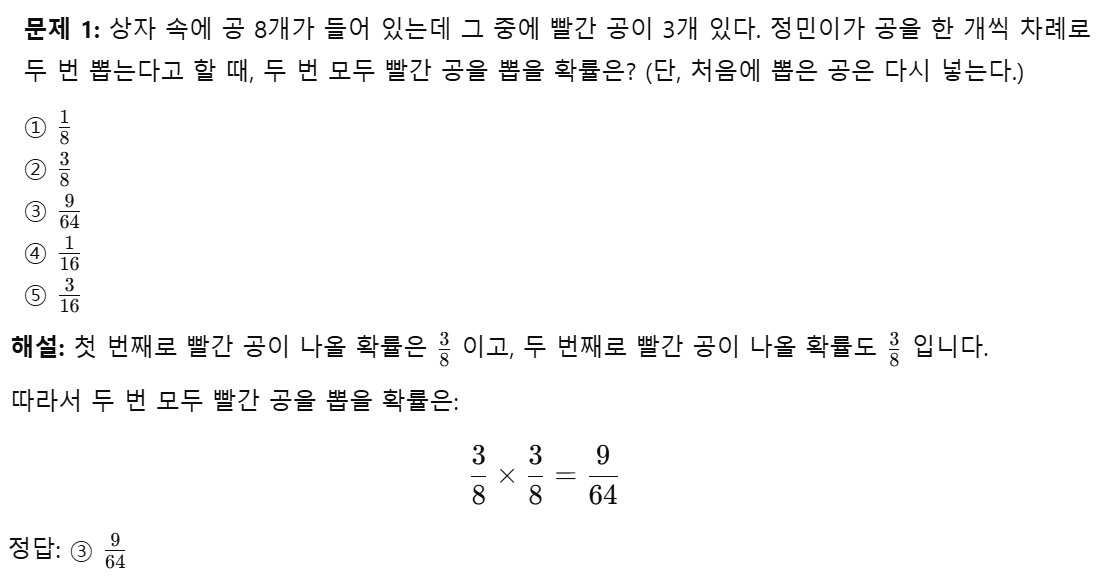 문제 1: 상자 속에 공 8개가 들어 있는데 그 중에 빨간 공이 3개 있다. 정민이가 공을 한 개씩 차례로
두 번 뽑는다고 할 때, 두 번 모두 빨간 공을 뽑을 확률은? (단, 처음에 뽑은 공은 다시 넣는다.)
① 1/8
② 3/8
③ 9/64
④ 1/16
⑤ 3/16
해설: 첫 번째로 빨간 공이 나올 확률은 3/8 이고, 두 번째로 빨간 공이 나올 확률도 3/8 입니다.
따라서 두 번 모두 빨간 공을 뽑을 확률은:
3/8 × 3/8 = 9/64
정답: ③ 9/64